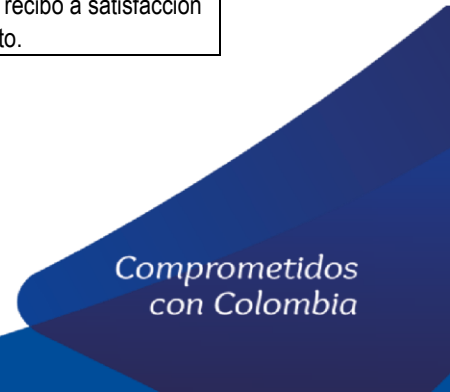 recibo a satisfacción
to.
Comprometidos
con Colombia